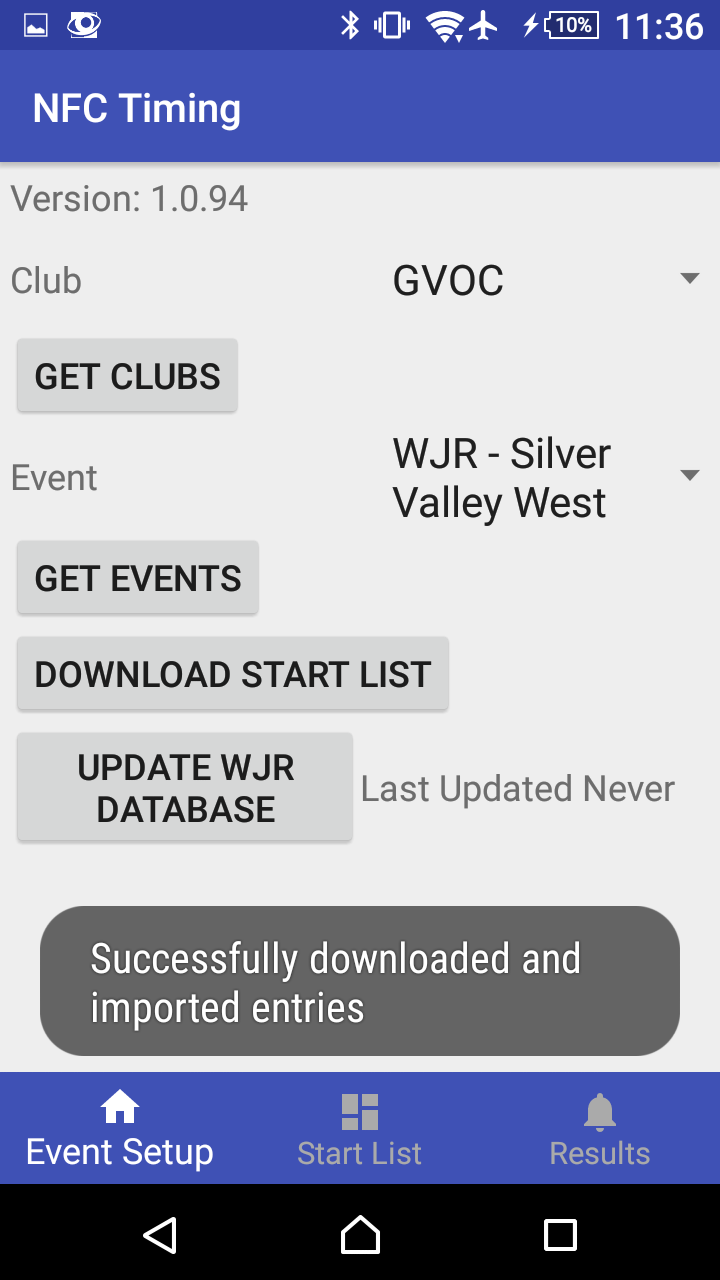 10% 11:36
NFC Timing
Version: 1.0.94
Club GVOC
GET CLUBS
Event WJR - Silver
Valley West
GET EVENTS
DOWNLOAD START LIST
UPDATE WJR
DATABASE
Last Updated Never
Successfully downloaded and
imported entries
Event Setup Start List Results